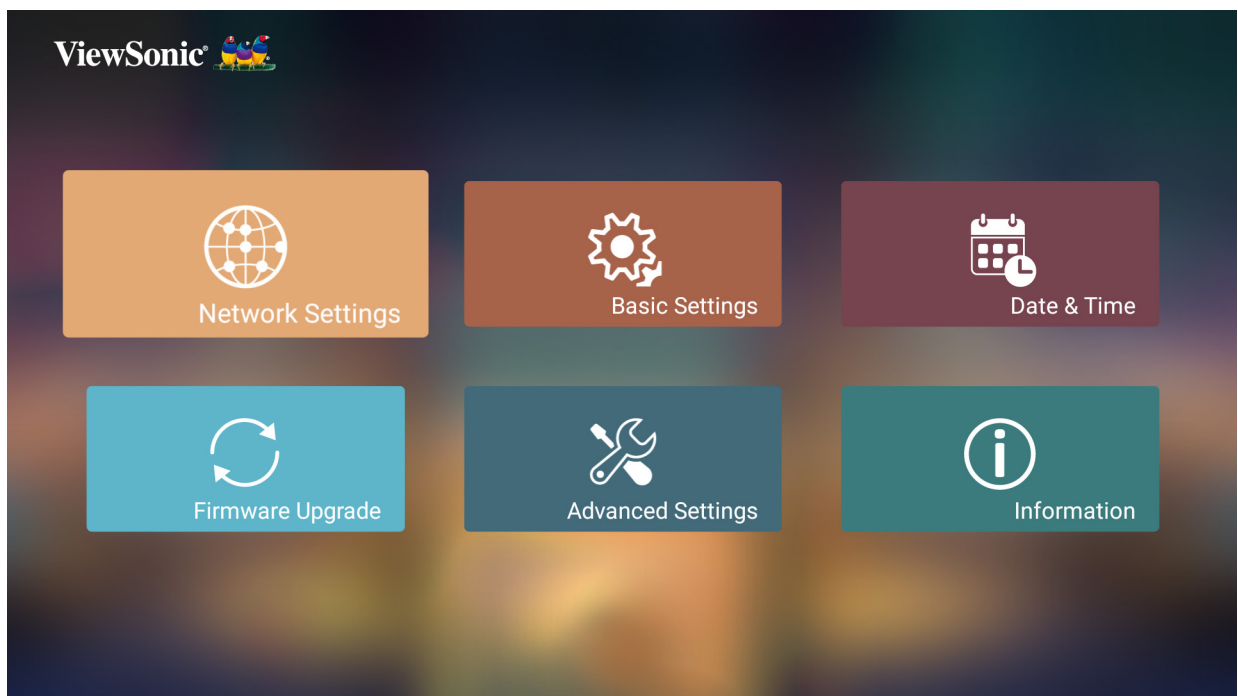 ViewSonic®
Network Settings
Basic Settings
Date & Time
Firmware Upgrade
Advanced Settings
Information